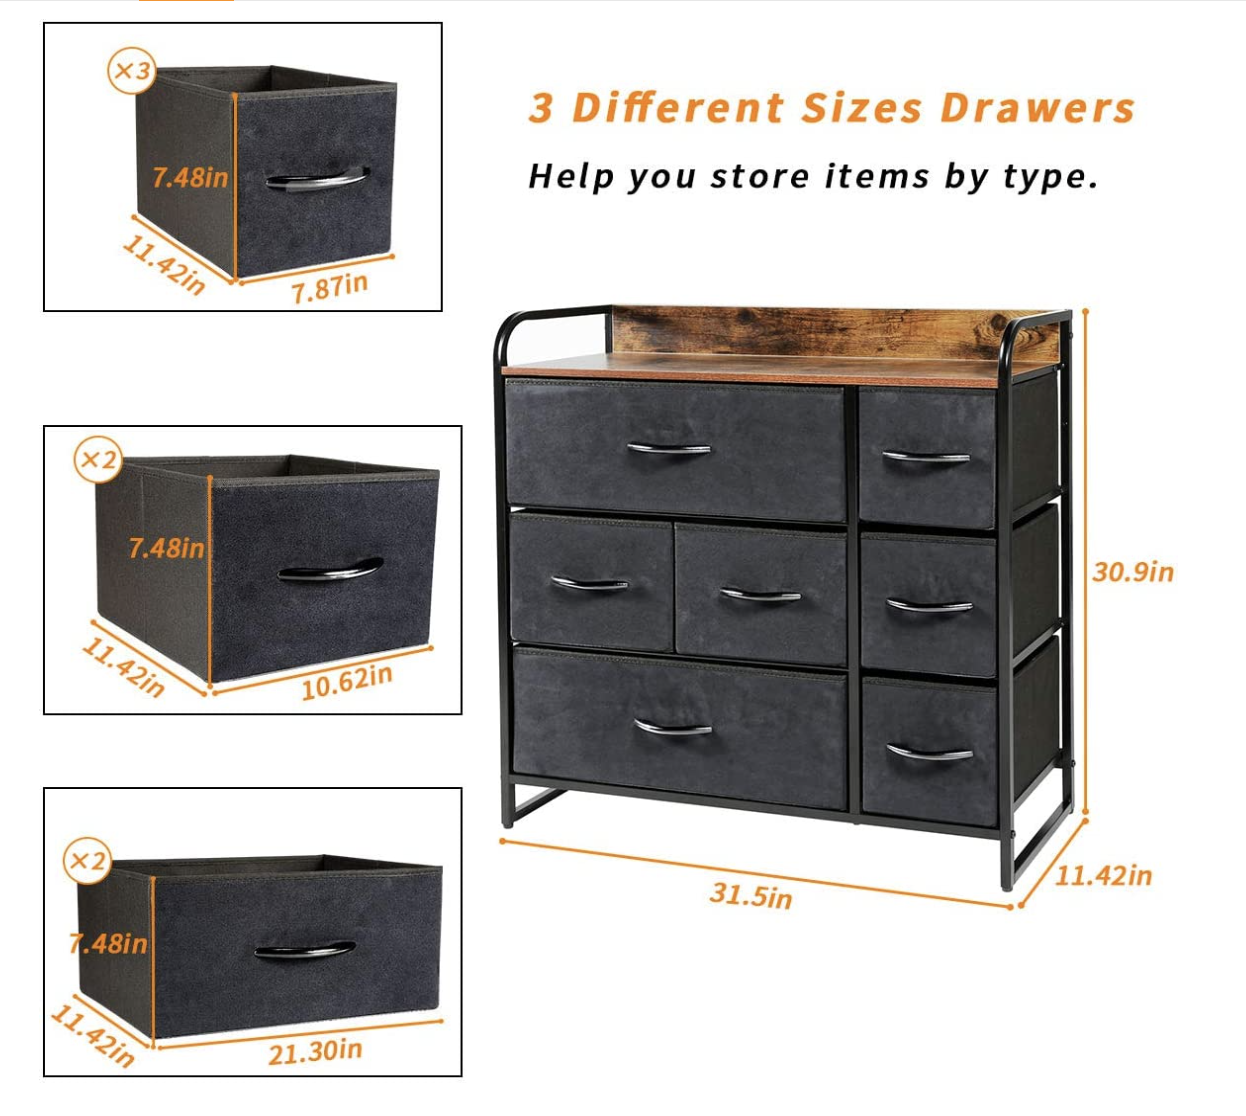 ×3
7.48in
11.42in
7.87in
3 Different Sizes Drawers
Help you store items by type.
×2
7.48in
11.42in
10.62in
30.9in
31.5in
11.42in
×2
7.48in
11.42in
21.30in